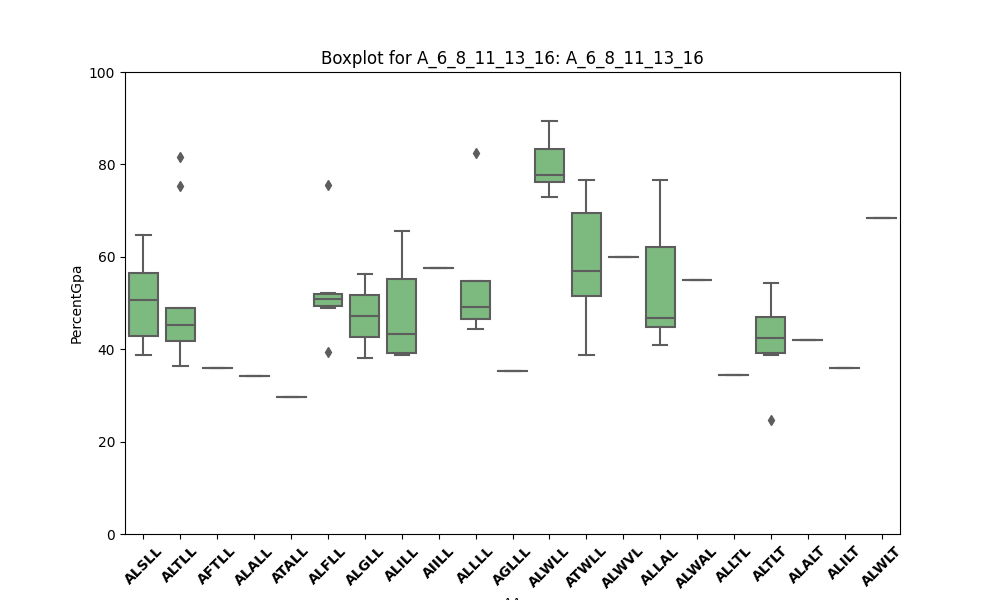 Boxplot for A_6_8_11_13_16: A_6_8_11_13_16
PercentGpa
100
80
60
40
20
0
ALSLL ALTLL AFTLL ALALL ATALL ALFLL ALGLL ALILL AIILL ALLLL AGLLL ALWLL ATWLL ALWVL ALLAL ALWAL ALLTL ALTLT ALALT ALILT ALWLT